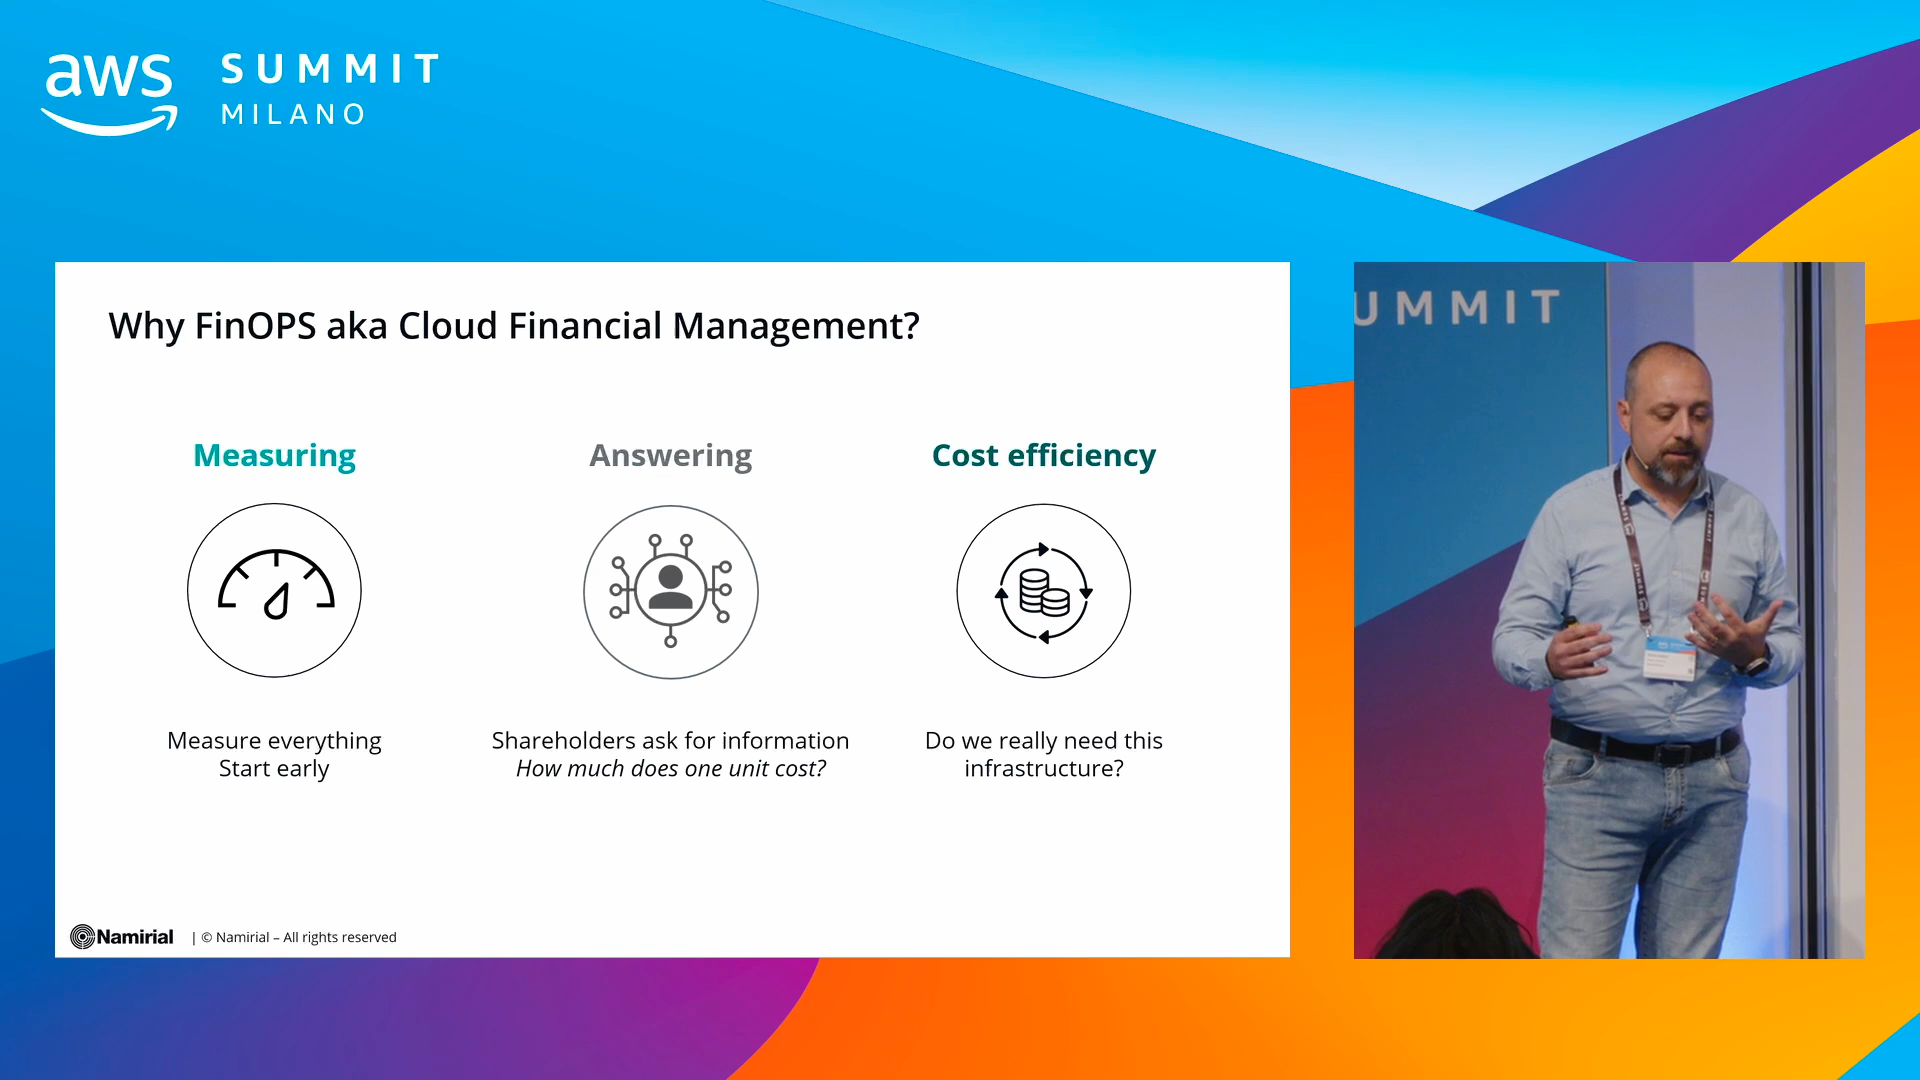 aws
SUMMIT
MILANO
Why FinOPS aka Cloud Financial Management?
Measuring
Answering
Cost efficiency
Measure everything
Start early
Shareholders ask for information
How much does one unit cost?
Do we really need this
infrastructure?
Namirial | © Namirial – All rights reserved
UMMIT